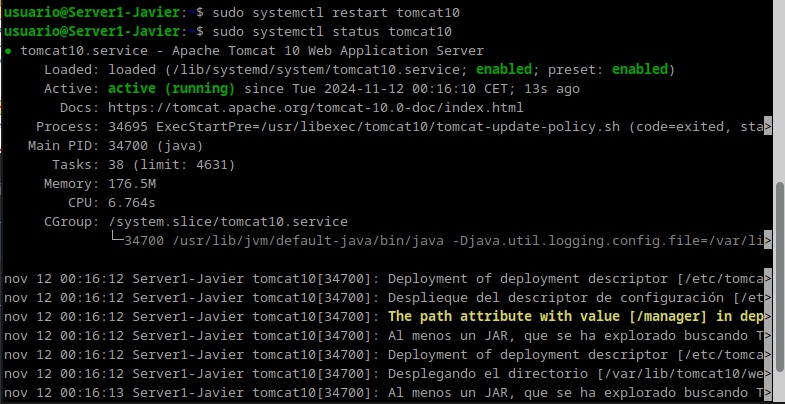 usuario@Server1-Javier:~$ sudo systemctl restart tomcat10
usuario@Server1-Javier:~$ sudo systemctl status tomcat10
● tomcat10.service - Apache Tomcat 10 Web Application Server
Loaded: loaded (/lib/systemd/system/tomcat10.service; enabled; preset: enabled)
Active: active (running) since Tue 2024-11-12 00:16:10 CET; 13s ago
Docs: https://tomcat.apache.org/tomcat-10.0-doc/index.html
Process: 34695 ExecStartPre=/usr/libexec/tomcat10/tomcat-update-policy.sh (code=exited, sta>
Main PID: 34700 (java)
Tasks: 38 (limit: 4631)
Memory: 176.5M
CPU: 6.764s
CGroup: /system.slice/tomcat10.service
└─34700 /usr/lib/jvm/default-java/bin/java -Djava.util.logging.config.file=/var/li>
nov 12 00:16:12 Server1-Javier tomcat10[34700]: Deployment of deployment descriptor [/etc/tomca>
nov 12 00:16:12 Server1-Javier tomcat10[34700]: Desplieque del descriptor de configuración [/et>
nov 12 00:16:12 Server1-Javier tomcat10[34700]: The path attribute with value [/manager] in dep>
nov 12 00:16:12 Server1-Javier tomcat10[34700]: Al menos un JAR, que se ha explorado buscando T>
nov 12 00:16:12 Server1-Javier tomcat10[34700]: Deployment of deployment descriptor [/etc/tomca>
nov 12 00:16:12 Server1-Javier tomcat10[34700]: Desplegando el directorio [/var/lib/tomcat10/we>
nov 12 00:16:13 Server1-Javier tomcat10[34700]: Al menos un JAR, que se ha explorado buscando T>